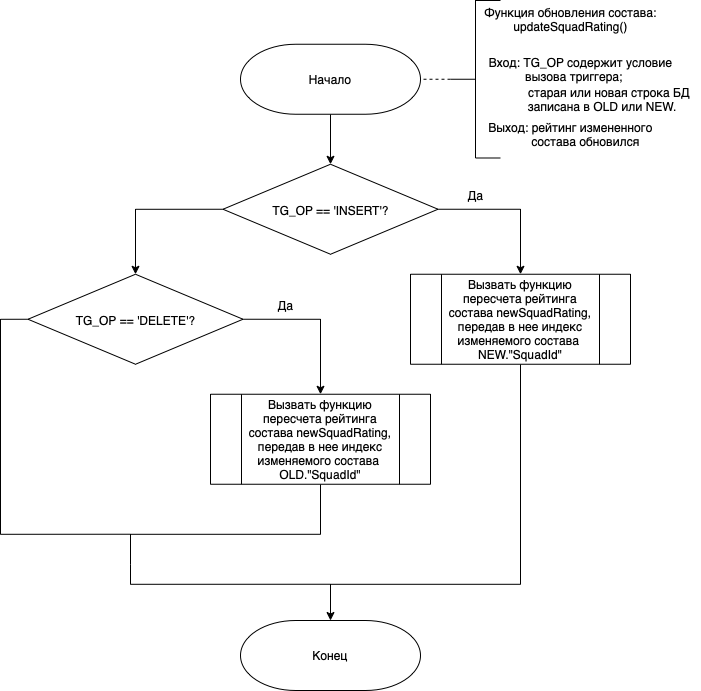 Функция обновления состава:
updateSquadRating()
Вход: TG_OP содержит условие
вызова триггера;
старая или новая строка БД
записана в OLD или NEW.
Выход: рейтинг измененного
состава обновился
Начало
TG_OP == 'INSERT'?
Да
Вызвать функцию
пересчета рейтинга
состава newSquadRating,
передав в нее индекс
изменяемого состава
NEW."SquadId"
TG_OP == 'DELETE'?
Да
Вызвать функцию
пересчета рейтинга
состава newSquadRating,
передав в нее индекс
изменяемого состава
OLD."SquadId"
Конец